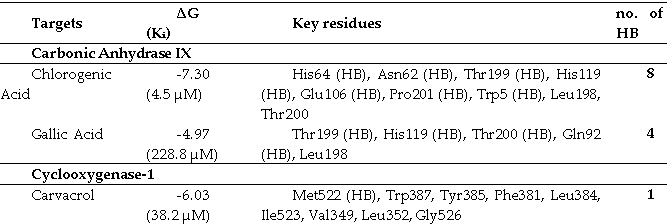 Targets ΔG (Ki) Key residues no. of HB
Carbonic Anhydrase IX
Chlorogenic -7.30 His64 (HB), Asn62 (HB), Thr199 (HB), His119 8
Acid (4.5 μM) (HB), Glu106 (HB), Pro201 (HB), Trp5 (HB), Leu198,
Thr200
Gallic Acid -4.97 Thr199 (HB), His119 (HB), Thr200 (HB), Gln92 4
(228.8 μM) (HB), Leu198
Cyclooxygenase-1
Carvacrol -6.03 Met522 (HB), Trp387, Tyr385, Phe381, Leu384, 1
(38.2 μM) Ile523, Val349, Leu352, Gly526